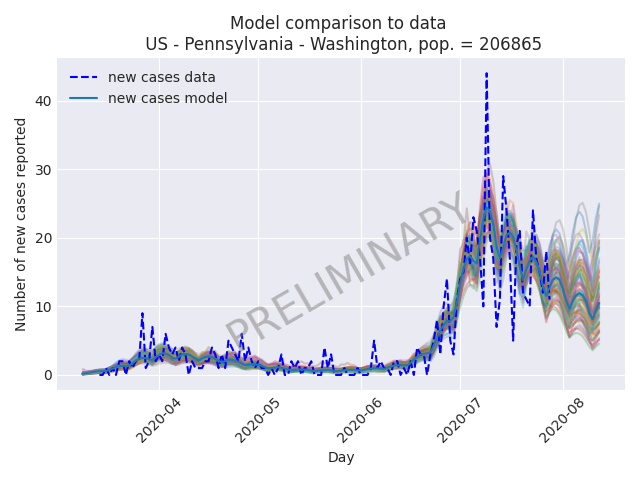 Model comparison to data
US - Pennsylvania - Washington, pop. = 206865
new cases data
new cases model
PRELIMINARY
Number of new cases reported
40
30
20
10
0
2020-04
2020-05
2020-06
2020-07
2020-08
Day